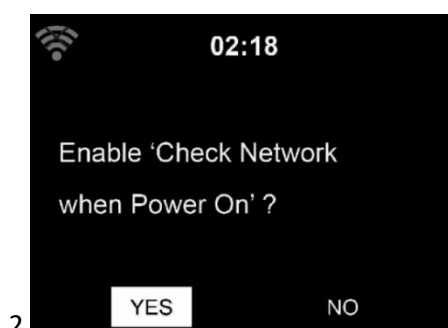 02:18
Enable ‘Check Network
when Power On’ ?
YES NO
2